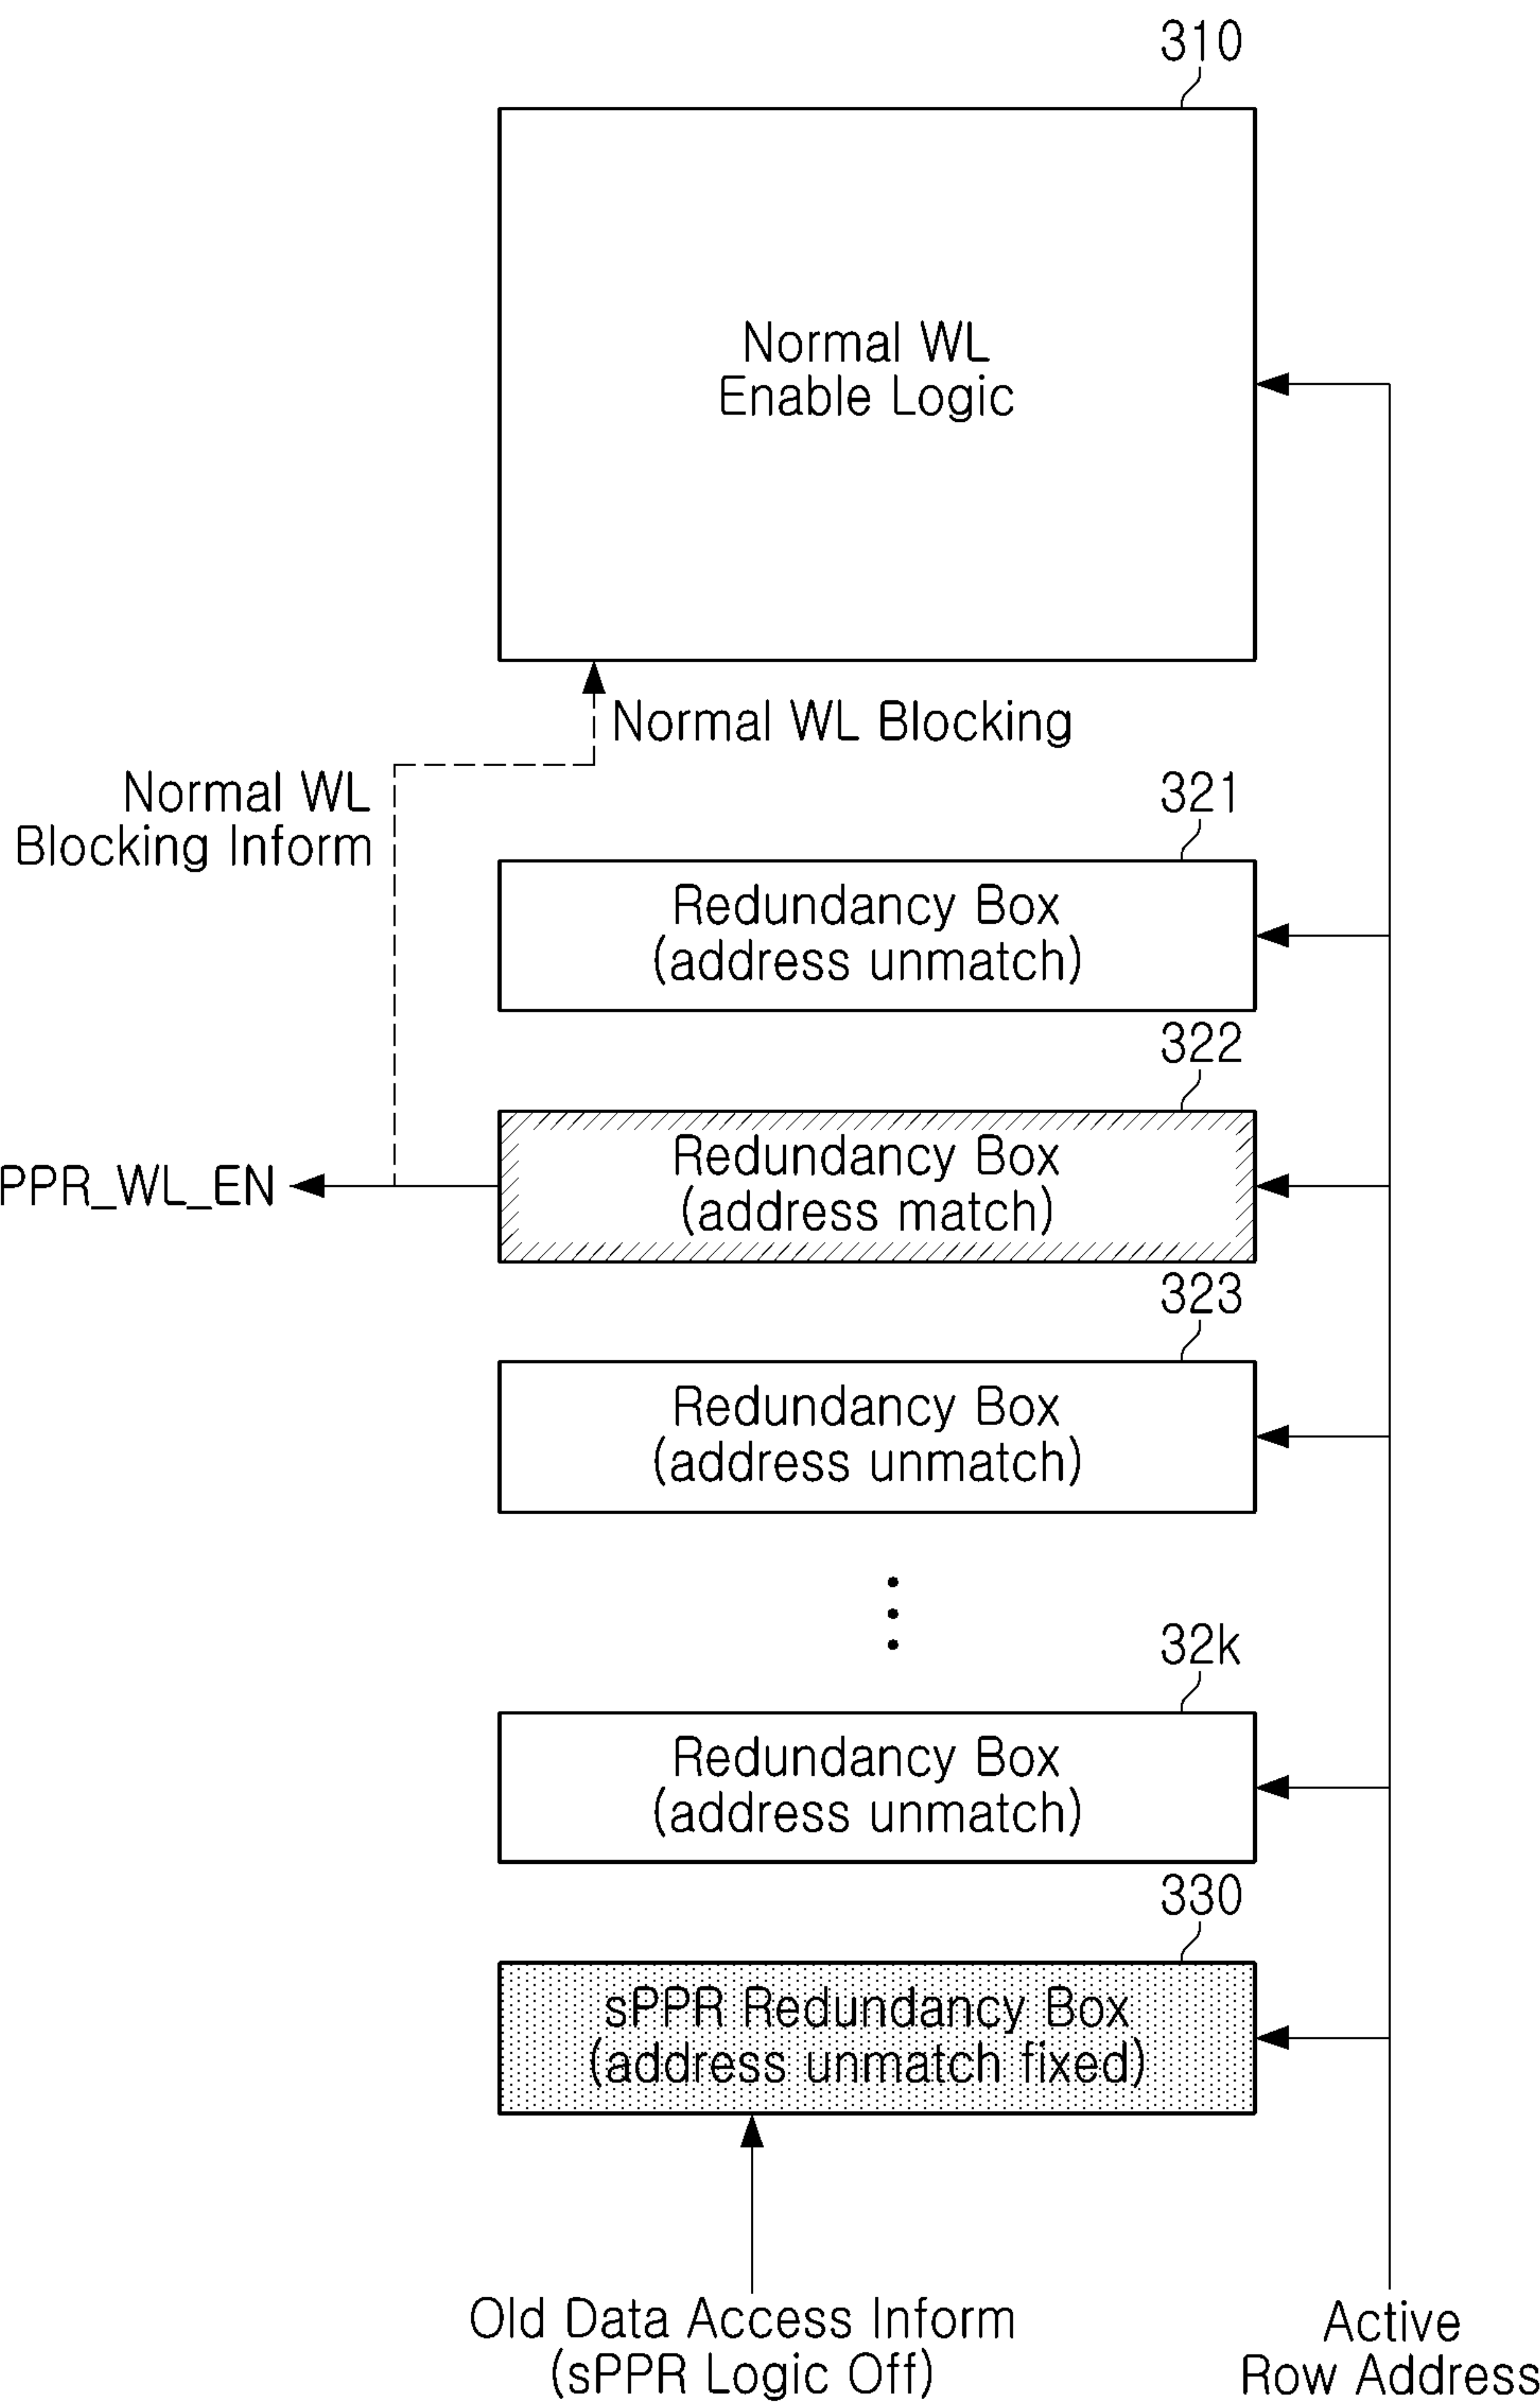 310
Normal WL
Enable Logic
Normal WL Blocking
Normal WL
Blocking Inform
321
Redundancy Box
(address unmatch)
322
Redundancy Box
(address match)
PPR_WL_EN
323
Redundancy Box
(address unmatch)
32k
Redundancy Box
(address unmatch)
330
sPPR Redundancy Box
(address unmatch fixed)
Old Data Access Inform
(sPPR Logic Off)
Active
Row Address